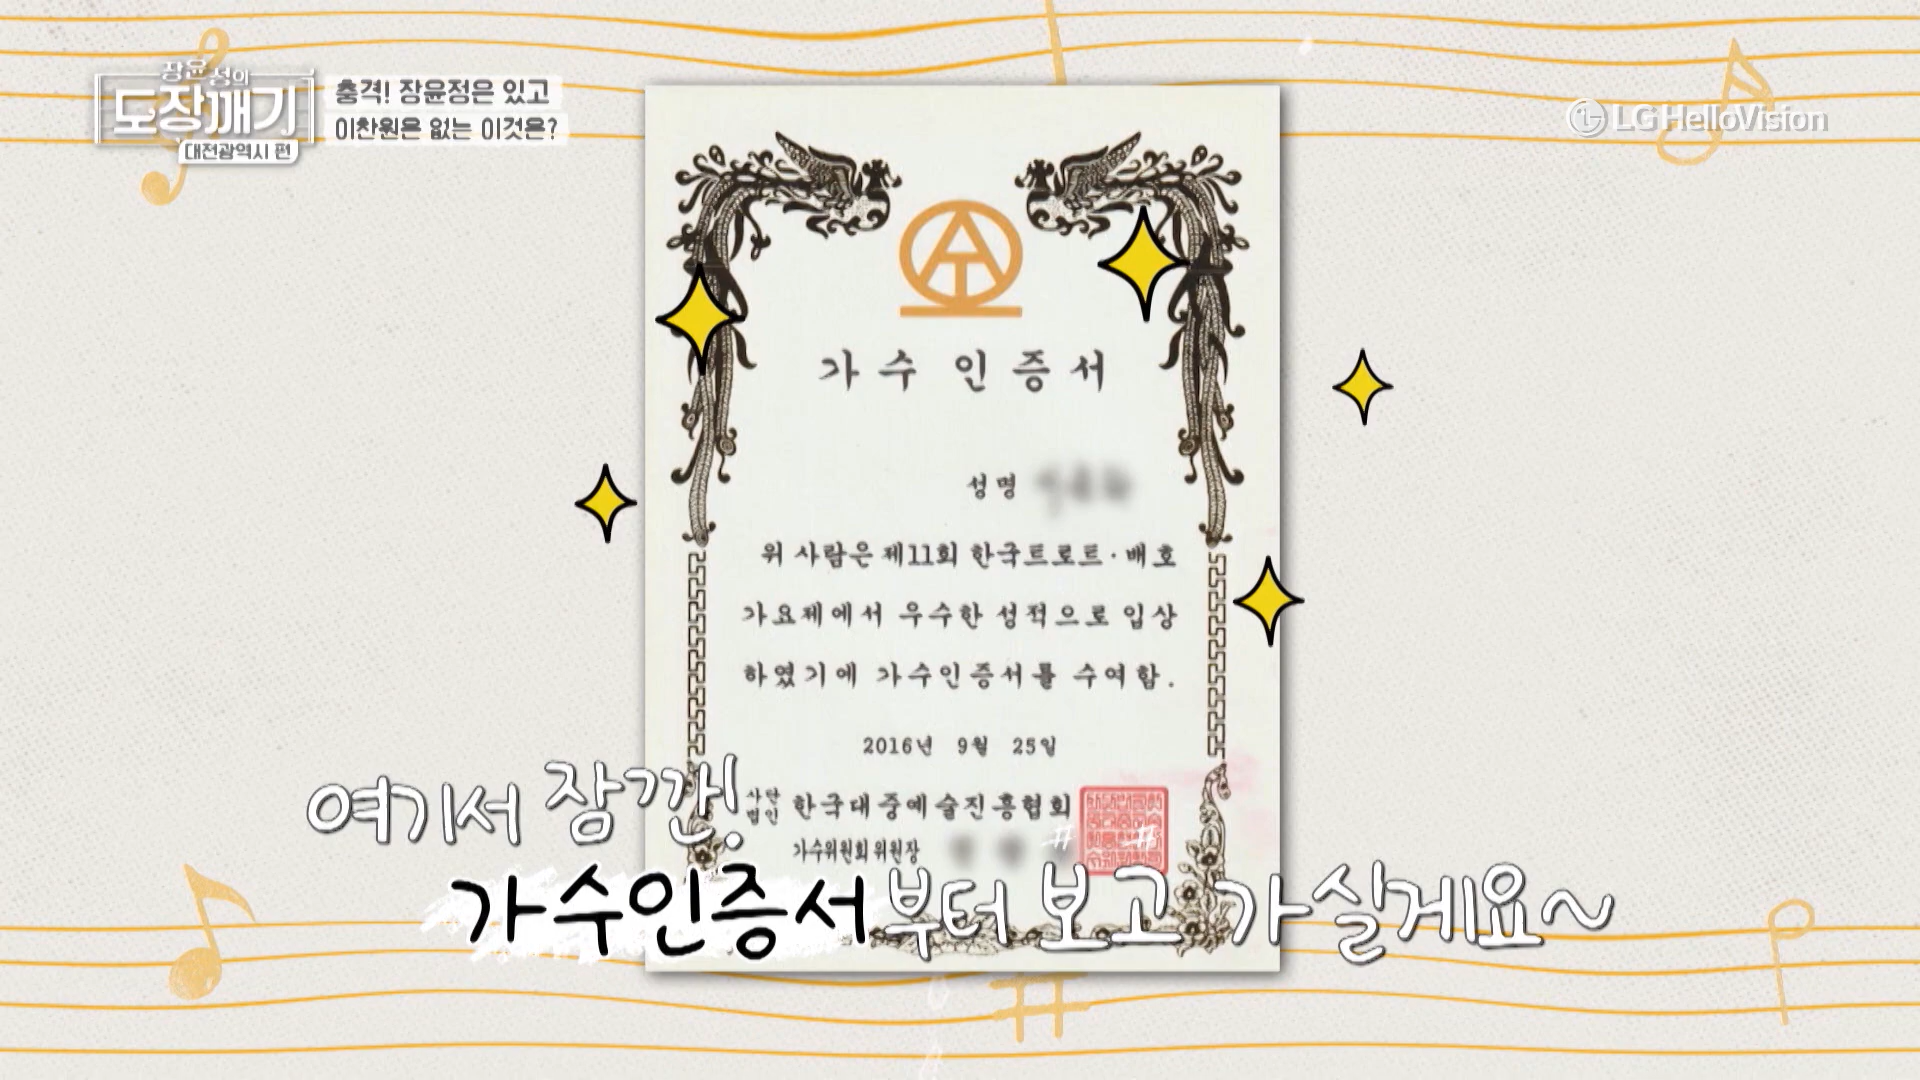 장윤정의
도장깨기
대전광역시 편
충격! 장윤정은 있고
이찬원은 없는 이것은?
LG HelloVision
가수인증서
성명
위 사람은 제11회 한국트로트·배호
가요제에서 우수한 성적으로 입상
하였기에 가수인증서를 수여함.
2016년 9월 25일
사단법인 한국대중예술진흥협회
가수위원회위원장
여기서 잠깐!
가수인증서부터 보고 가실게요~